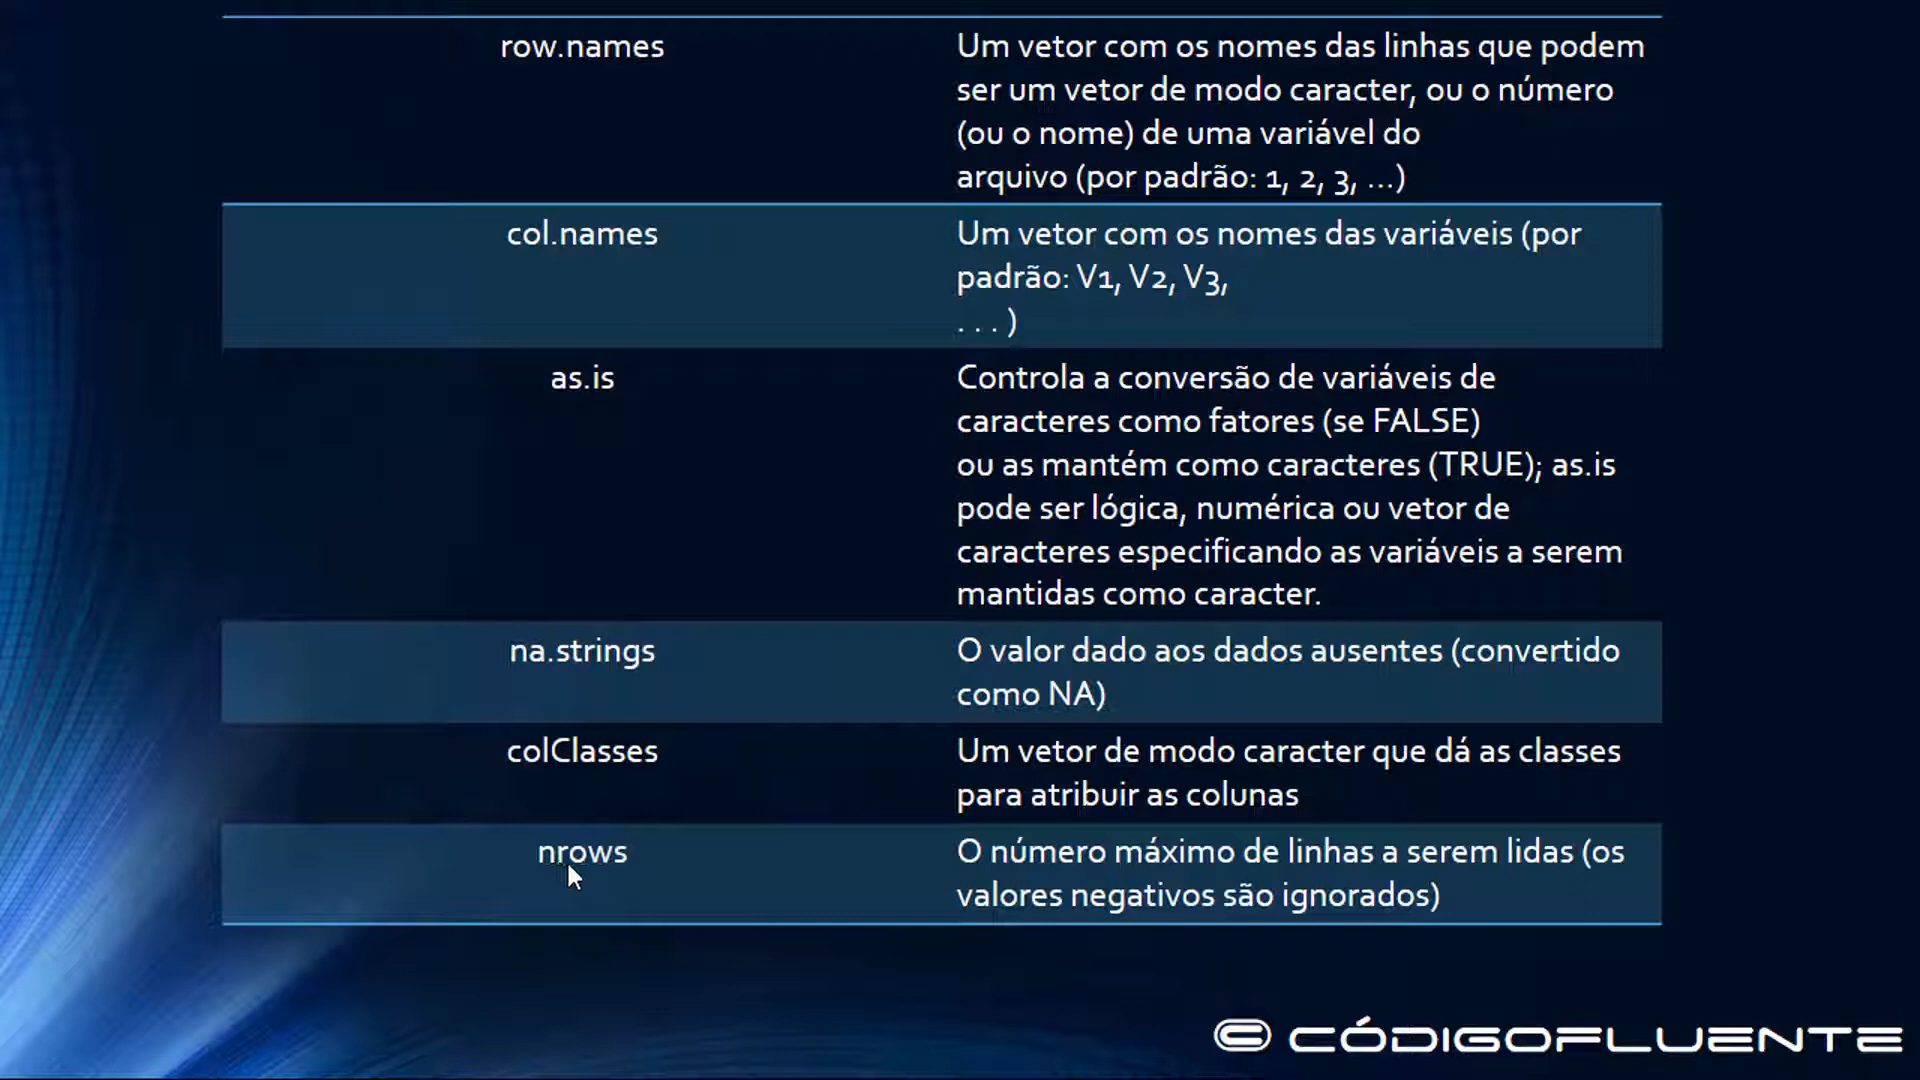 row.names
Um vetor com os nomes das linhas que podem
ser um vetor de modo caracter, ou o número
(ou o nome) de uma variável do
arquivo (por padrão: 1, 2, 3, ...)
col.names
Um vetor com os nomes das variáveis (por
padrão: V1, V2, V3,
. . . )
as.is
Controla a conversão de variáveis de
caracteres como fatores (se FALSE)
ou as mantém como caracteres (TRUE); as.is
pode ser lógica, numérica ou vetor de
caracteres especificando as variáveis a serem
mantidas como caracter.
na.strings
O valor dado aos dados ausentes (convertido
como NA)
colClasses
Um vetor de modo caracter que dá as classes
para atribuir as colunas
nrows
O número máximo de linhas a serem lidas (os
valores negativos são ignorados)
CÓDIGOFLUENTE